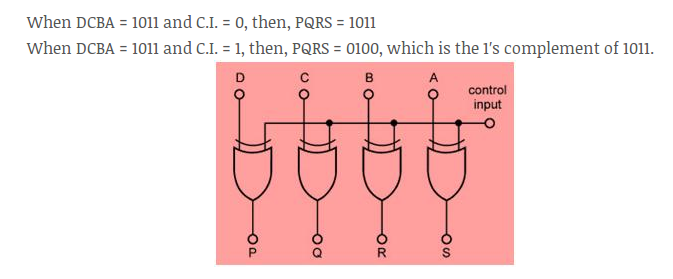 When DCBA = 1011 and C.I. = 0, then, PQRS = 1011
When DCBA = 1011 and C.I. = 1, then, PQRS = 0100, which is the 1's complement of 1011.
D C B A
control
input
P Q R S